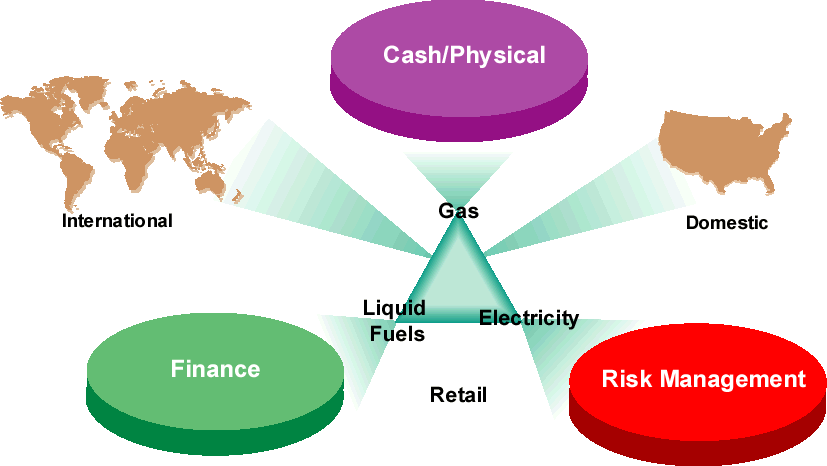 Cash/Physical
International
Gas
Domestic
Liquid
Fuels
Electricity
Finance
Retail
Risk Management